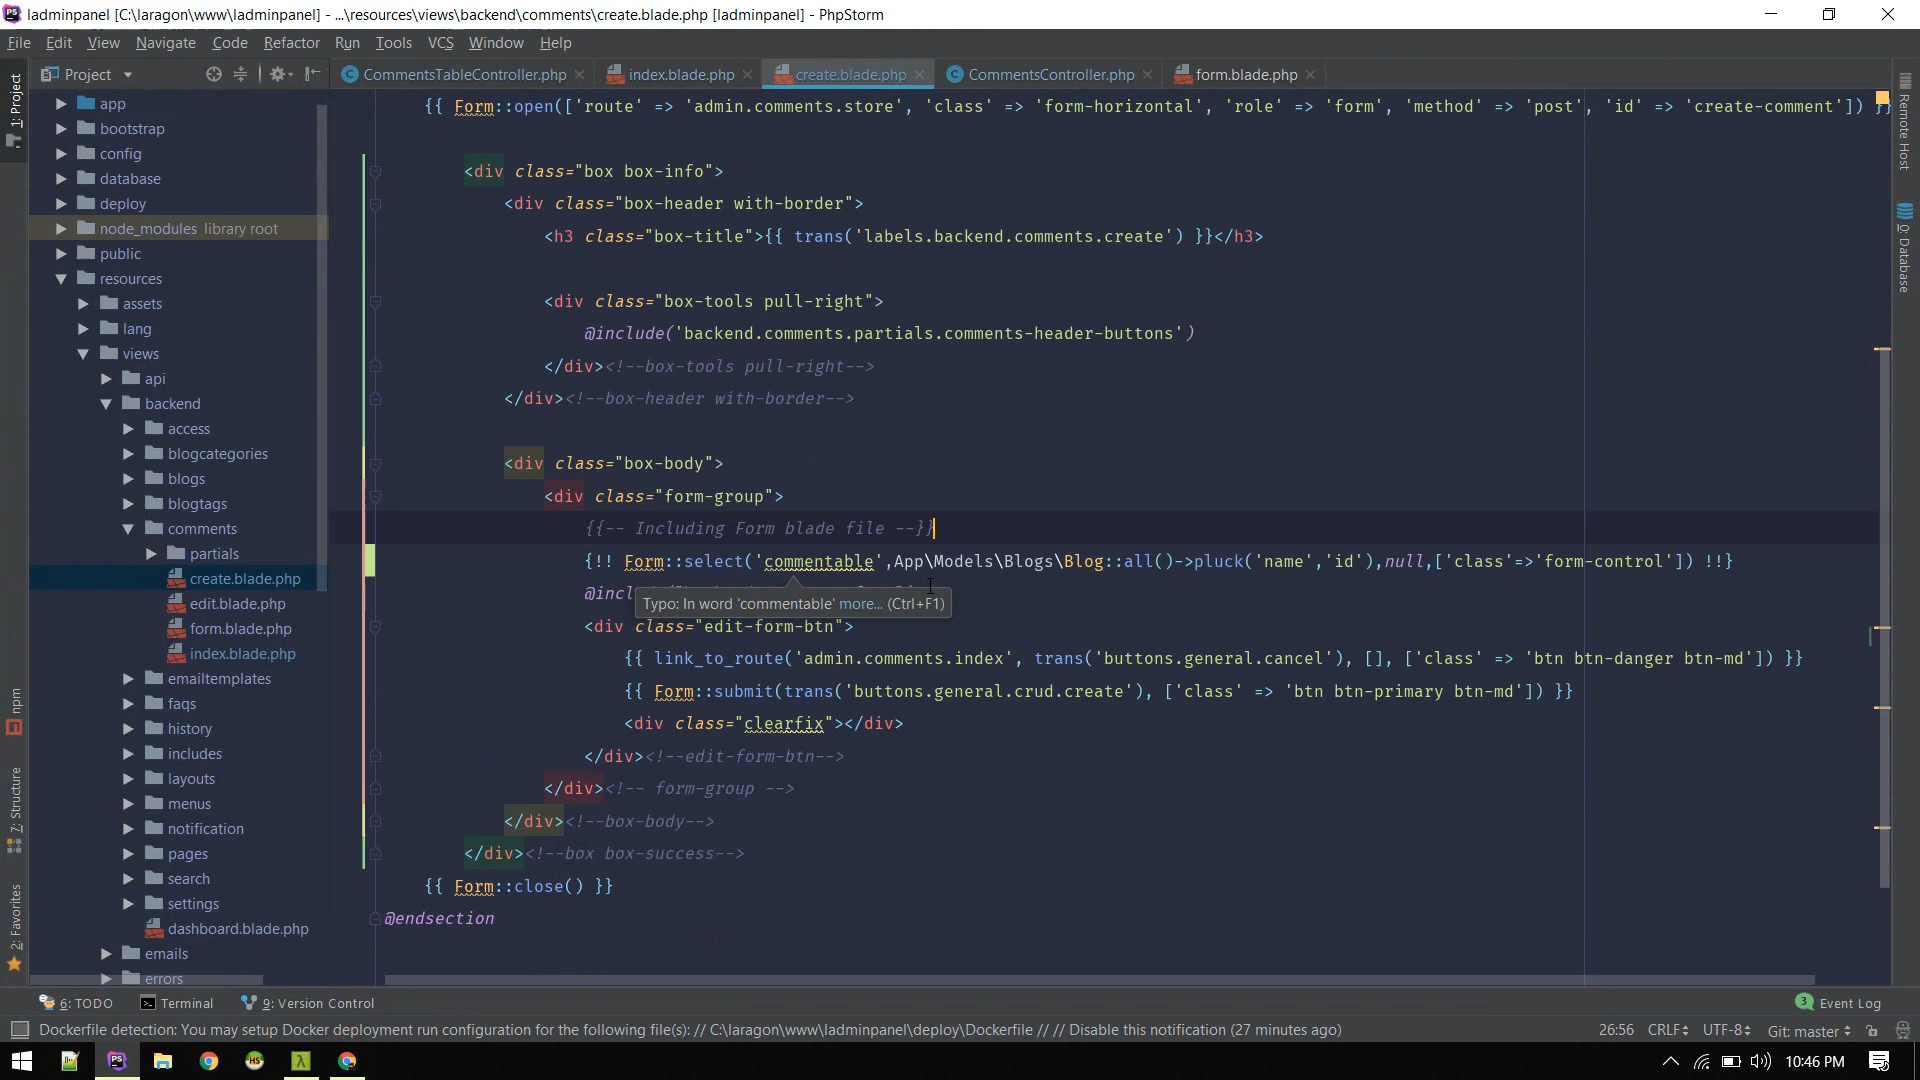 ladminpanel [C:\laragon\www\ladminpanel] - ...\resources\views\backend\comments\create.blade.php [ladminpanel] - PhpStorm
File Edit View Navigate Code Refactor Run Tools VCS Window Help
Project
CommentsTableController.php
index.blade.php
create.blade.php
CommentsController.php
form.blade.php
1: Project
npm
7: Structure
2: Favorites
app
bootstrap
config
database
deploy
node_modules library root
public
resources
assets
lang
views
api
backend
access
blogcategories
blogs
blogtags
comments
partials
create.blade.php
edit.blade.php
form.blade.php
index.blade.php
emailtemplates
faqs
history
includes
layouts
menus
notification
pages
search
settings
dashboard.blade.php
emails
errors
{{ Form::open(['route' => 'admin.comments.store', 'class' => 'form-horizontal', 'role' => 'form', 'method' => 'post', 'id' => 'create-comment']) }}
<div class="box box-info">
<div class="box-header with-border">
<h3 class="box-title">{{ trans('labels.backend.comments.create') }}</h3>
<div class="box-tools pull-right">
@include('backend.comments.partials.comments-header-buttons')
</div><!--box-tools pull-right-->
</div><!--box-header with-border-->
<div class="box-body">
<div class="form-group">
{{-- Including Form blade file --}}
{!! Form::select('commentable',App\Models\Blogs\Blog::all()->pluck('name','id'),null,['class'=>'form-control']) !!}
@incl
Typo: In word 'commentable' more... (Ctrl+F1)
<div class="edit-form-btn">
{{ link_to_route('admin.comments.index', trans('buttons.general.cancel'), [], ['class' => 'btn btn-danger btn-md']) }}
{{ Form::submit(trans('buttons.general.crud.create'), ['class' => 'btn btn-primary btn-md']) }}
<div class="clearfix"></div>
</div><!--edit-form-btn-->
</div><!-- form-group -->
</div><!--box-body-->
</div><!--box box-success-->
{{ Form::close() }}
@endsection
Remote Host
Database
6: TODO
Terminal
9: Version Control
3 Event Log
Dockerfile detection: You may setup Docker deployment run configuration for the following file(s): // C:\laragon\www\ladminpanel\deploy\Dockerfile // // Disable this notification (27 minutes ago)
26:56 CRLF UTF-8 Git: master
PS
HS
λ
10:46 PM